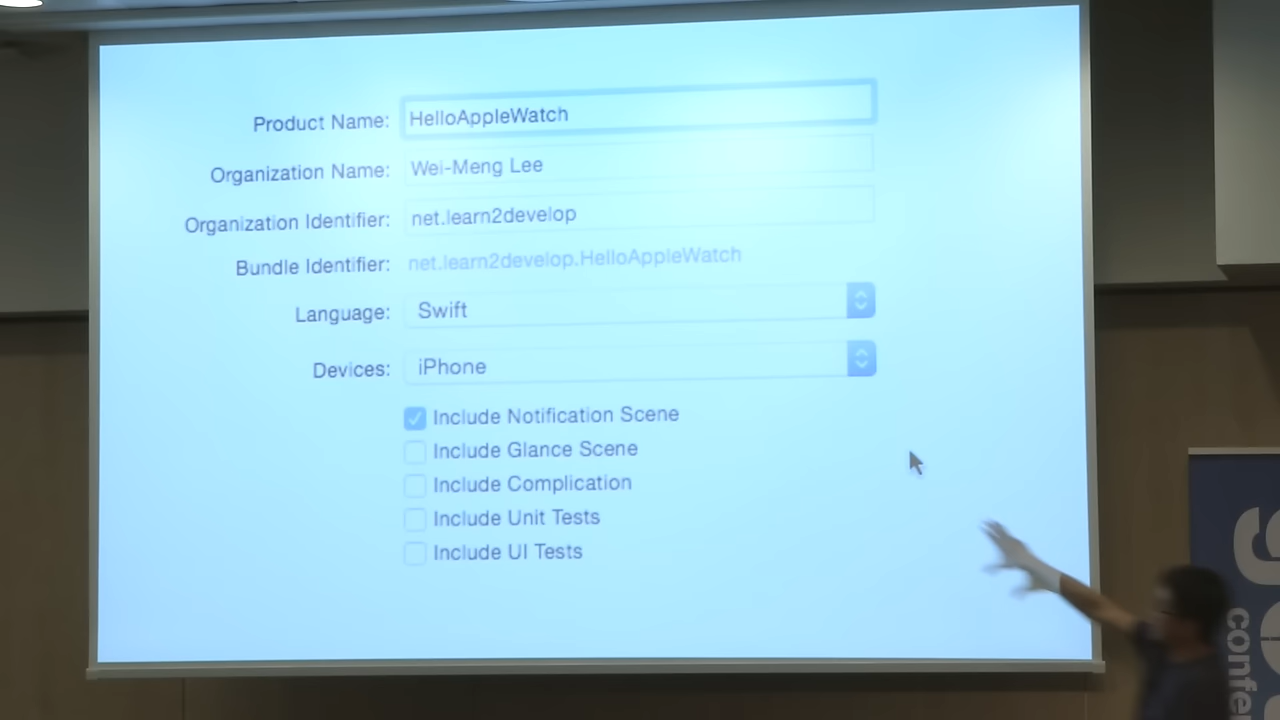 Product Name: HelloAppleWatch
Organization Name: Wei-Meng Lee
Organization Identifier: net.learn2develop
Bundle Identifier: net.learn2develop.HelloAppleWatch
Language: Swift
Devices: iPhone
Include Notification Scene
Include Glance Scene
Include Complication
Include Unit Tests
Include UI Tests